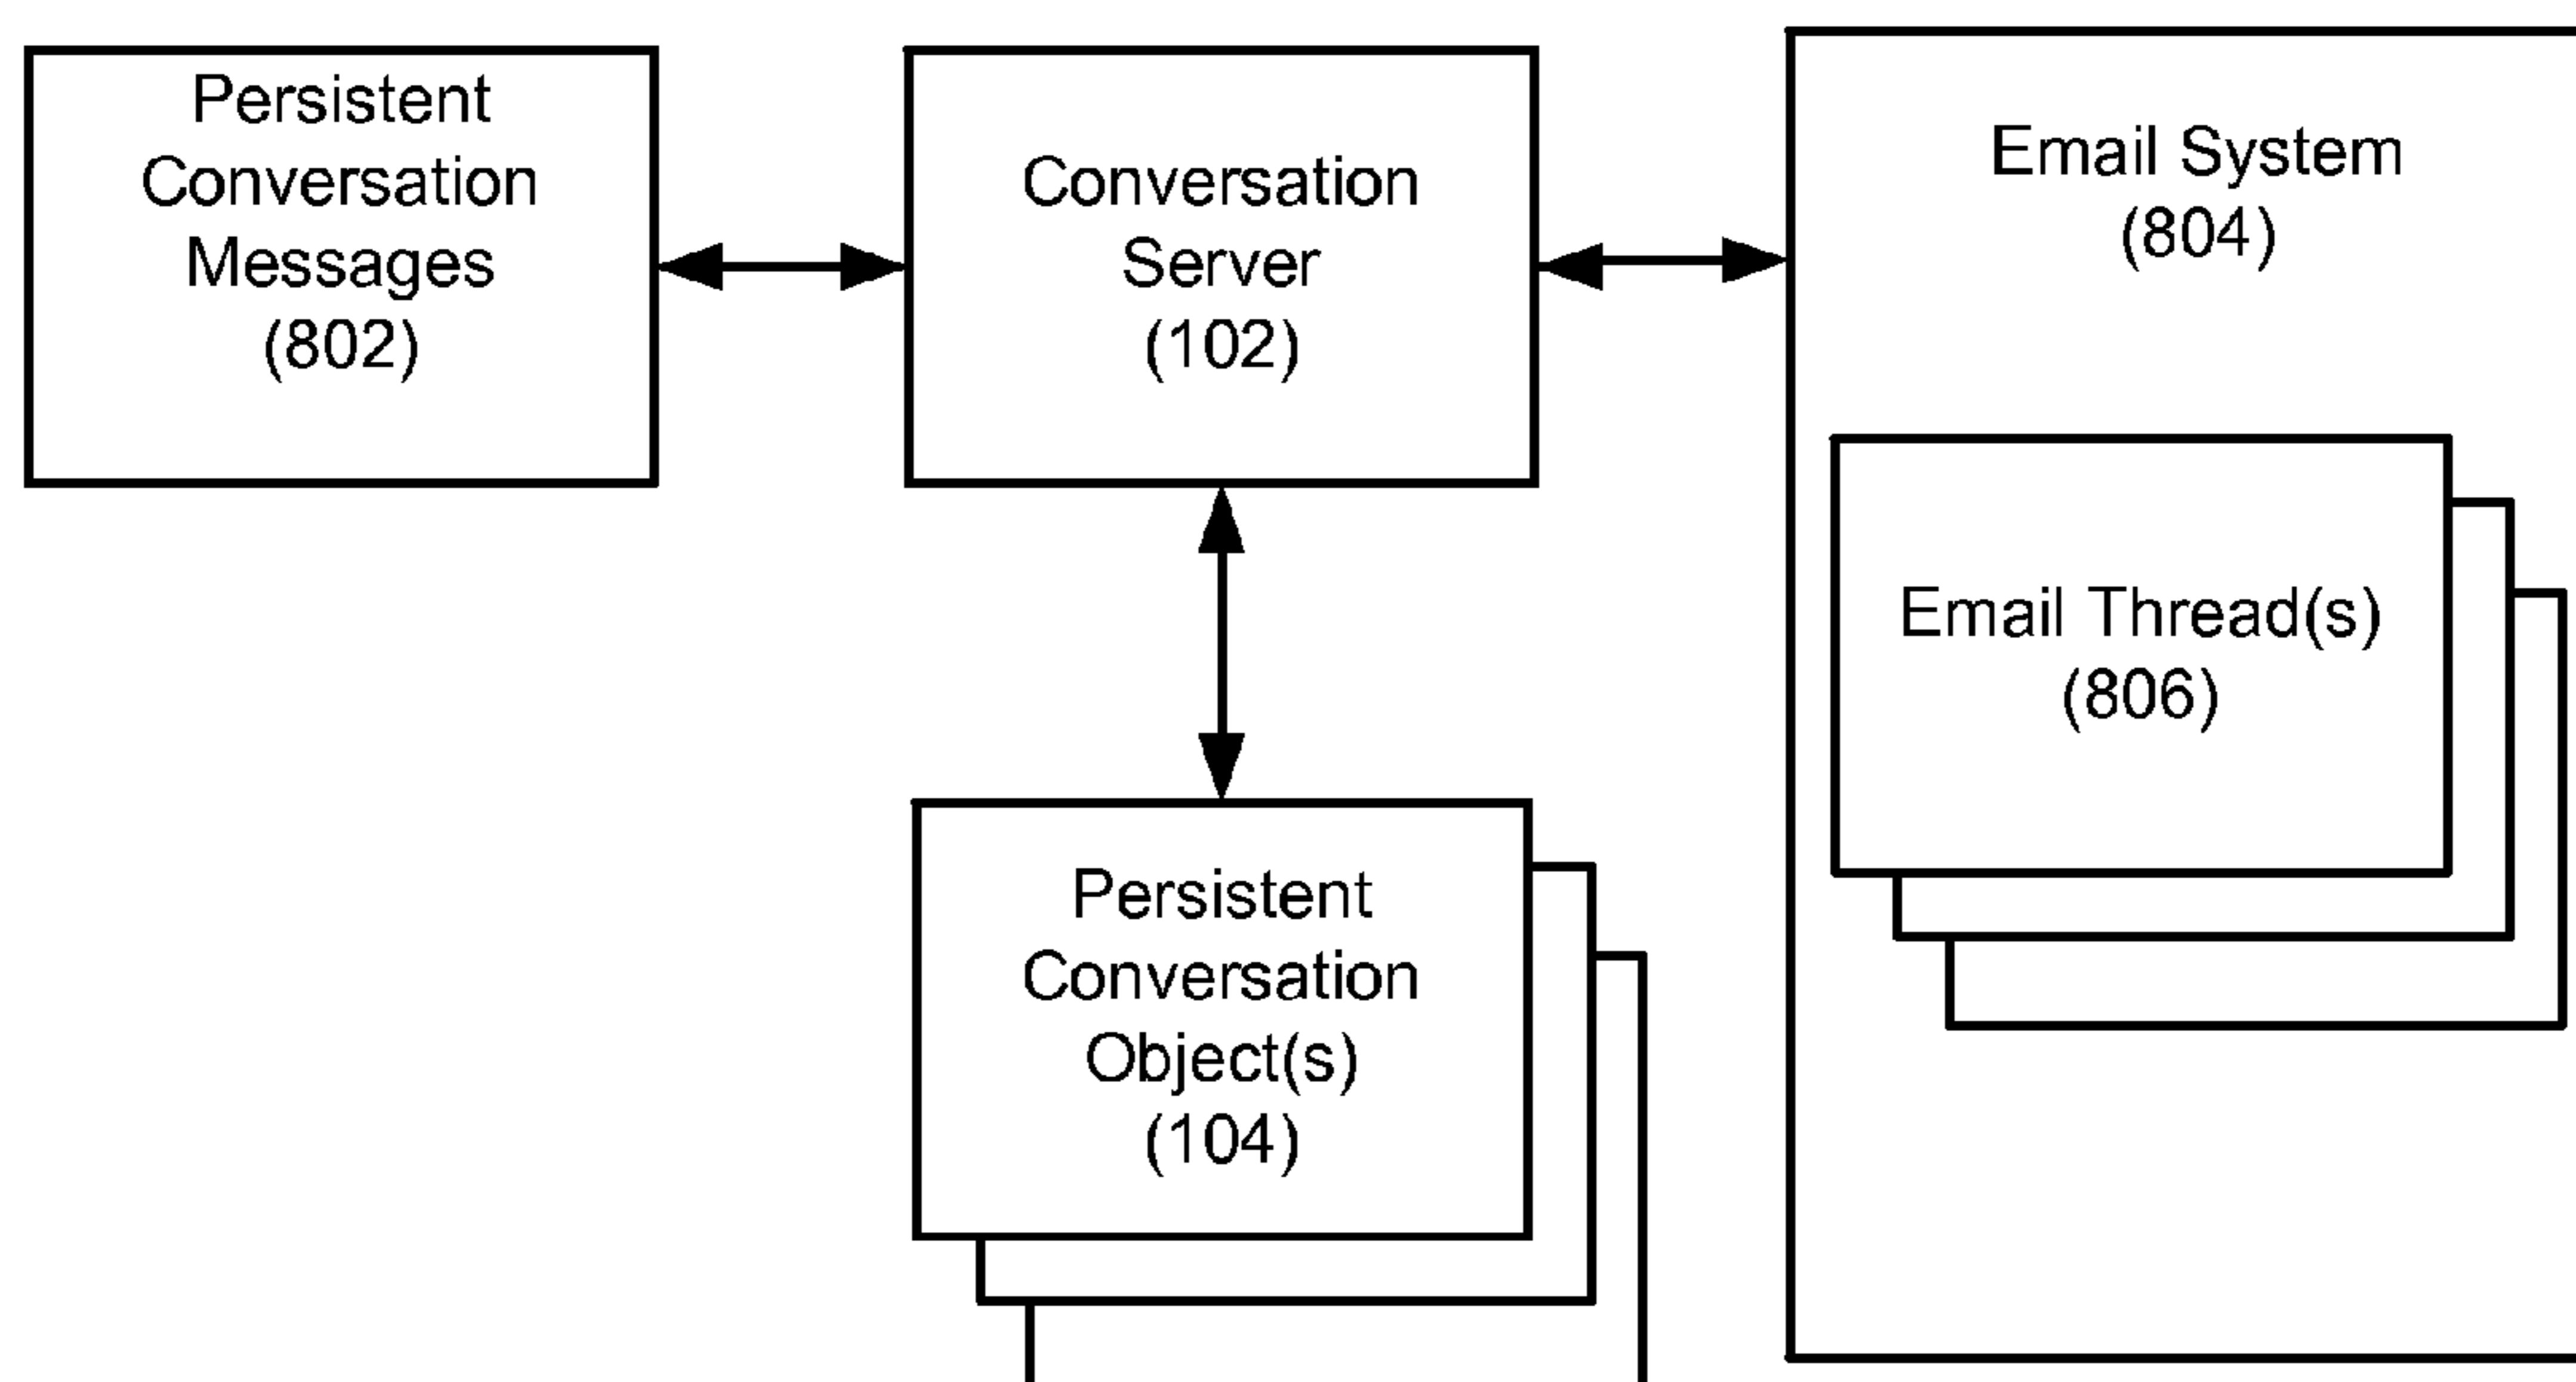 Persistent
Conversation
Messages
(802)
Conversation
Server
(102)
Email System
(804)
Email Thread(s)
(806)
Persistent
Conversation
Object(s)
(104)